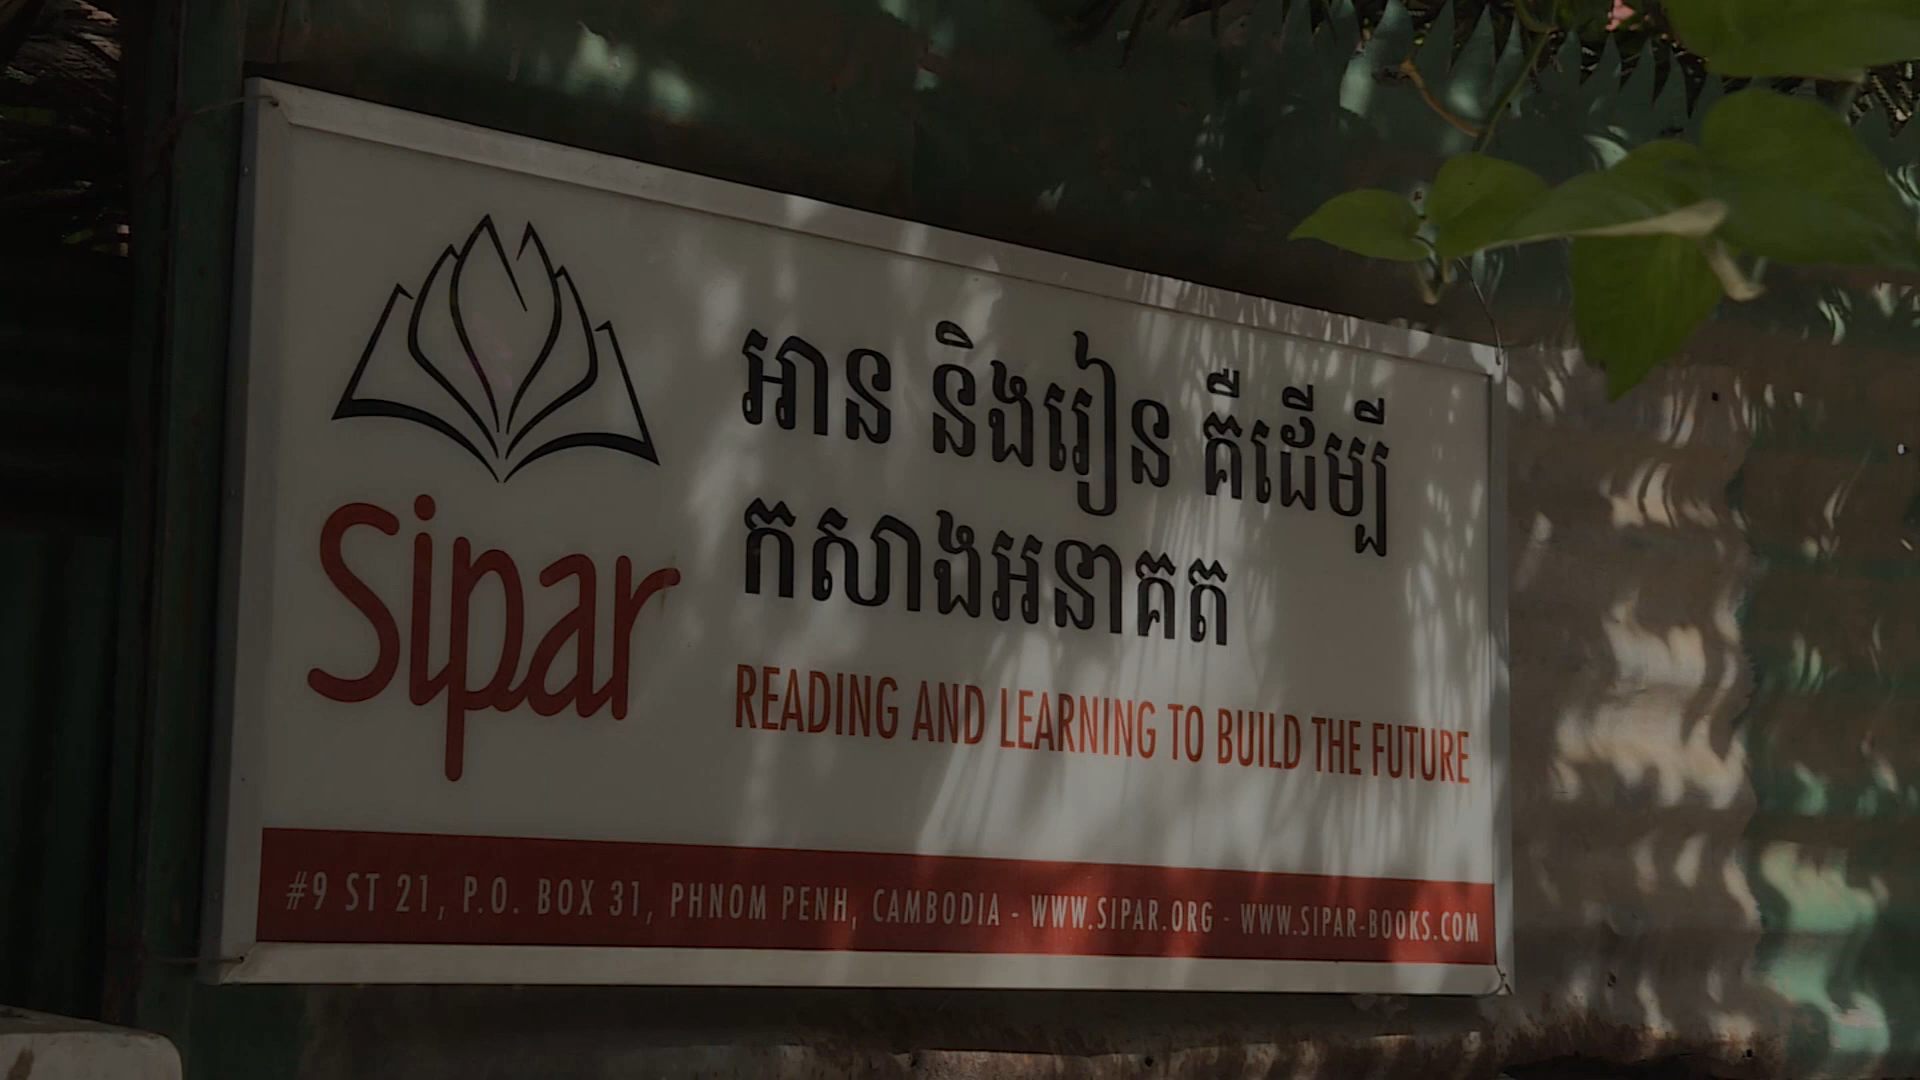 Sipar
អាន និងរៀន គឺដើម្បី
កសាងអនាគត
READING AND LEARNING TO BUILD THE FUTURE
#9 ST 21, P.O. BOX 31, PHNOM PENH, CAMBODIA - WWW.SIPAR.ORG - WWW.SIPAR-BOOKS.COM